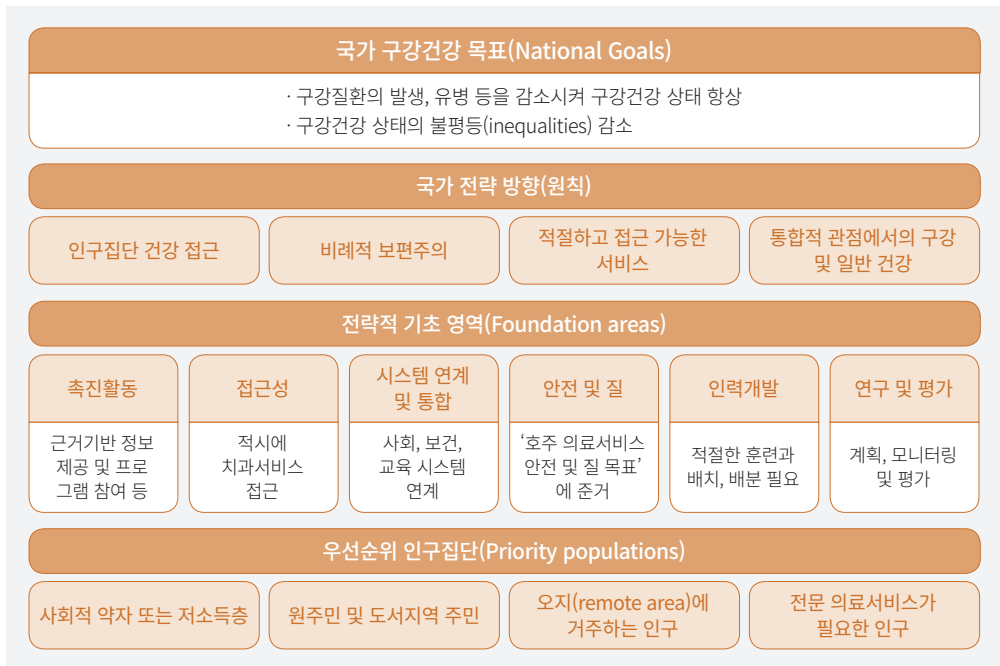 국가 구강건강 목표(National Goals)
· 구강질환의 발생, 유병 등을 감소시켜 구강건강 상태 항상
· 구강건강 상태의 불평등(inequalities) 감소
국가 전략 방향(원칙)
인구집단 건강 접근
비례적 보편주의
적절하고 접근 가능한
서비스
통합적 관점에서의 구강
및 일반 건강
전략적 기초 영역(Foundation areas)
촉진활동
근거기반 정보
제공 및 프로
그램 참여 등
접근성
적시에
치과서비스
접근
시스템 연계
및 통합
사회, 보건,
교육 시스템
연계
안전 및 질
‘호주 의료서비스
안전 및 질 목표’
에 준거
인력개발
적절한 훈련과
배치, 배분 필요
연구 및 평가
계획, 모니터링
및 평가
우선순위 인구집단(Priority populations)
사회적 약자 또는 저소득층
원주민 및 도서지역 주민
오지(remote area)에
거주하는 인구
전문 의료서비스가
필요한 인구